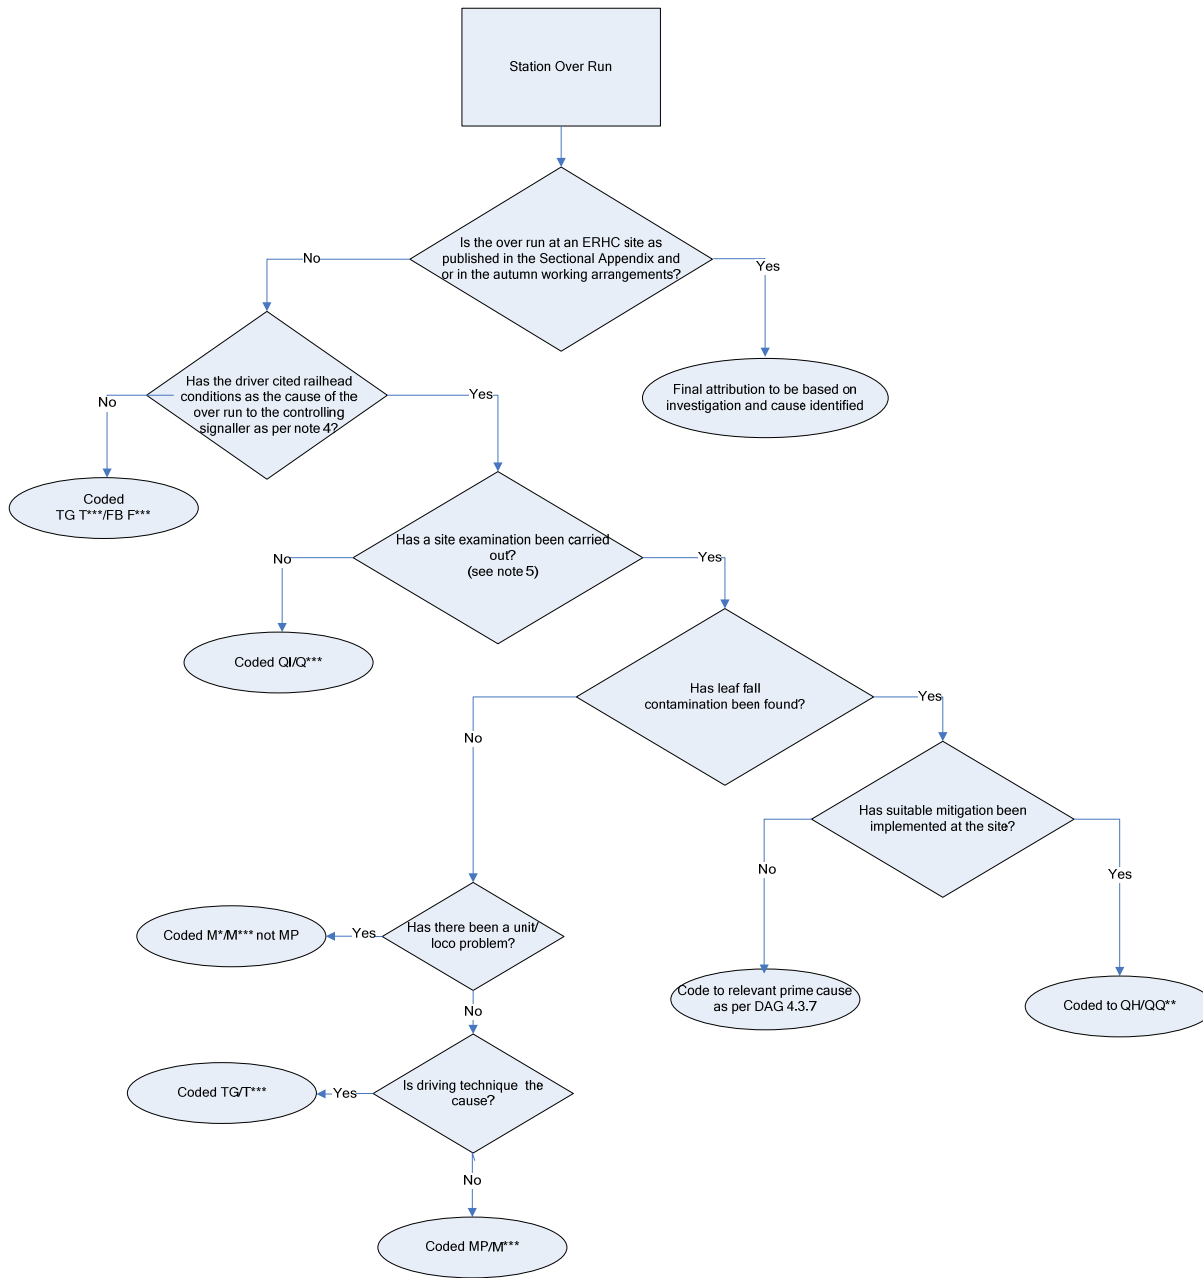 Station Over Run
Is the over run at an ERHC site as
published in the Sectional Appendix and
or in the autumn working arrangements?
No
Yes
Has the driver cited railhead
conditions as the cause of the
over run to the controlling
signaller as per note 4?
Final attribution to be based on
investigation and cause identified
No
Yes
Coded
TG T***/FB F***
Has a site examination been carried
out?
(see note 5)
No
Yes
Coded QI/Q***
Has leaf fall
contamination been found?
No
Yes
Has suitable mitigation been
implemented at the site?
No
Yes
Has there been a unit/
loco problem?
Yes
Coded M*/M*** not MP
Code to relevant prime cause
as per DAG 4.3.7
Coded to QH/QQ**
No
Is driving technique the
cause?
Yes
Coded TG/T***
No
Coded MP/M***